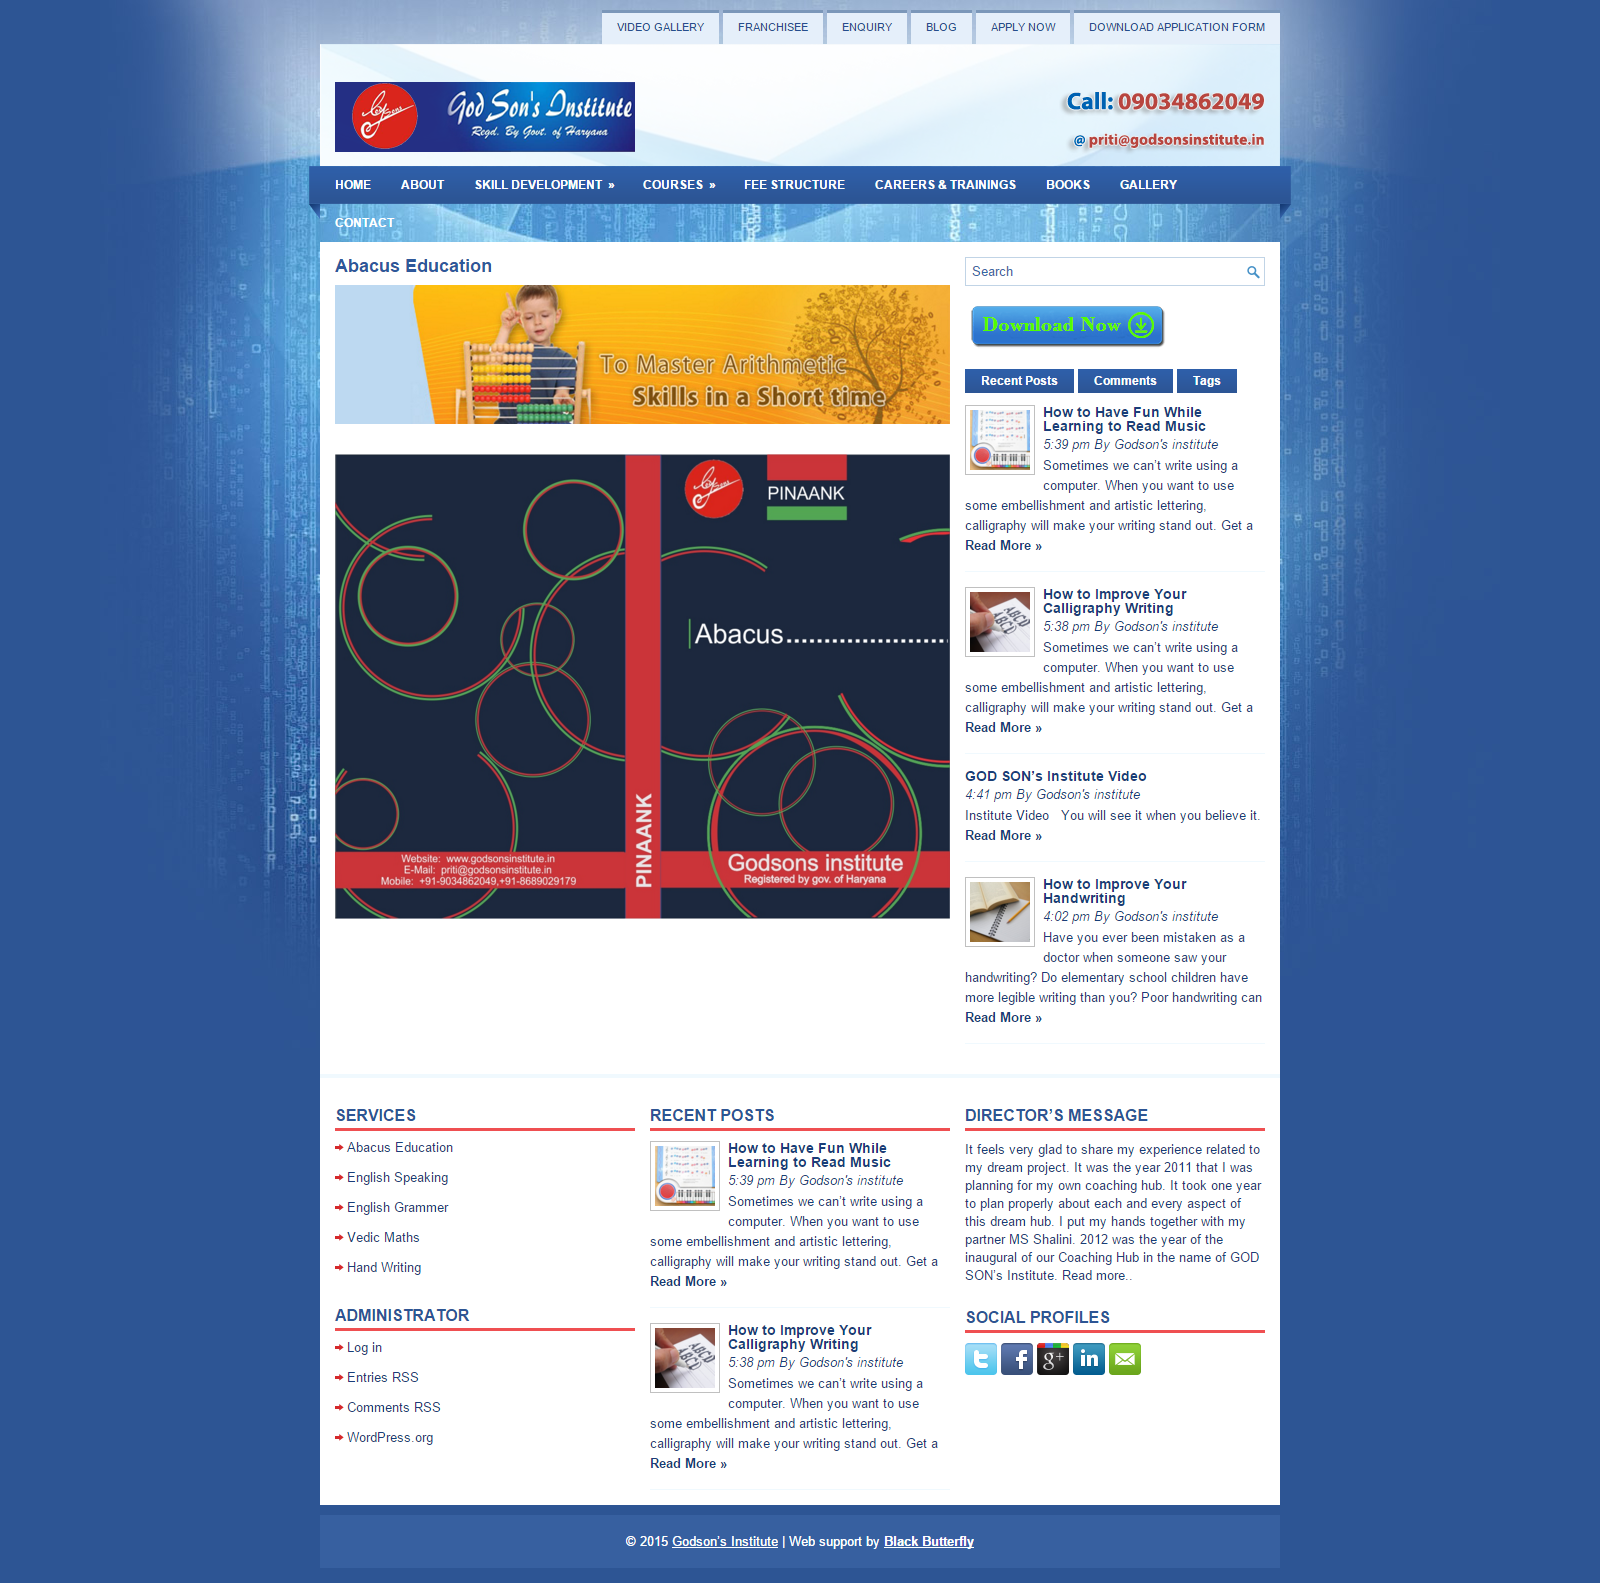 VIDEO GALLERY
FRANCHISEE
ENQUIRY
BLOG
APPLY NOW
DOWNLOAD APPLICATION FORM
God Son's Institute
Regd. By Govt. of Haryana
Call: 09034862049
@ priti@godsonsinstitute.in
HOME
ABOUT
SKILL DEVELOPMENT »
COURSES »
FEE STRUCTURE
CAREERS & TRAININGS
BOOKS
GALLERY
CONTACT
Abacus Education
To Master Arithmetic
Skills in a Short time
PINAANK
Abacus
PINAANK
Website: www.godsonsinstitute.in
E-Mail: priti@godsonsinstitute.in
Mobile: +91-9034862049,+91-8689029179
Godsons institute
Registered by gov. of Haryana
Search
Download Now
Recent Posts
Comments
Tags
How to Have Fun While
Learning to Read Music
5:39 pm By Godson's institute
Sometimes we can’t write using a
computer. When you want to use
some embellishment and artistic lettering,
calligraphy will make your writing stand out. Get a
Read More »
ABCD
ABCD
How to Improve Your
Calligraphy Writing
5:38 pm By Godson's institute
Sometimes we can’t write using a
computer. When you want to use
some embellishment and artistic lettering,
calligraphy will make your writing stand out. Get a
Read More »
GOD SON’s Institute Video
4:41 pm By Godson's institute
Institute Video   You will see it when you believe it.
Read More »
How to Improve Your
Handwriting
4:02 pm By Godson's institute
Have you ever been mistaken as a
doctor when someone saw your
handwriting? Do elementary school children have
more legible writing than you? Poor handwriting can
Read More »
SERVICES
Abacus Education
English Speaking
English Grammer
Vedic Maths
Hand Writing
ADMINISTRATOR
Log in
Entries RSS
Comments RSS
WordPress.org
RECENT POSTS
How to Have Fun While
Learning to Read Music
5:39 pm By Godson's institute
Sometimes we can’t write using a
computer. When you want to use
some embellishment and artistic lettering,
calligraphy will make your writing stand out. Get a
Read More »
ABCD
ABCD
How to Improve Your
Calligraphy Writing
5:38 pm By Godson's institute
Sometimes we can’t write using a
computer. When you want to use
some embellishment and artistic lettering,
calligraphy will make your writing stand out. Get a
Read More »
DIRECTOR’S MESSAGE
It feels very glad to share my experience related to
my dream project. It was the year 2011 that I was
planning for my own coaching hub. It took one year
to plan properly about each and every aspect of
this dream hub. I put my hands together with my
partner MS Shalini. 2012 was the year of the
inaugural of our Coaching Hub in the name of GOD
SON’s Institute. Read more..
SOCIAL PROFILES
© 2015 Godson's Institute | Web support by Black Butterfly